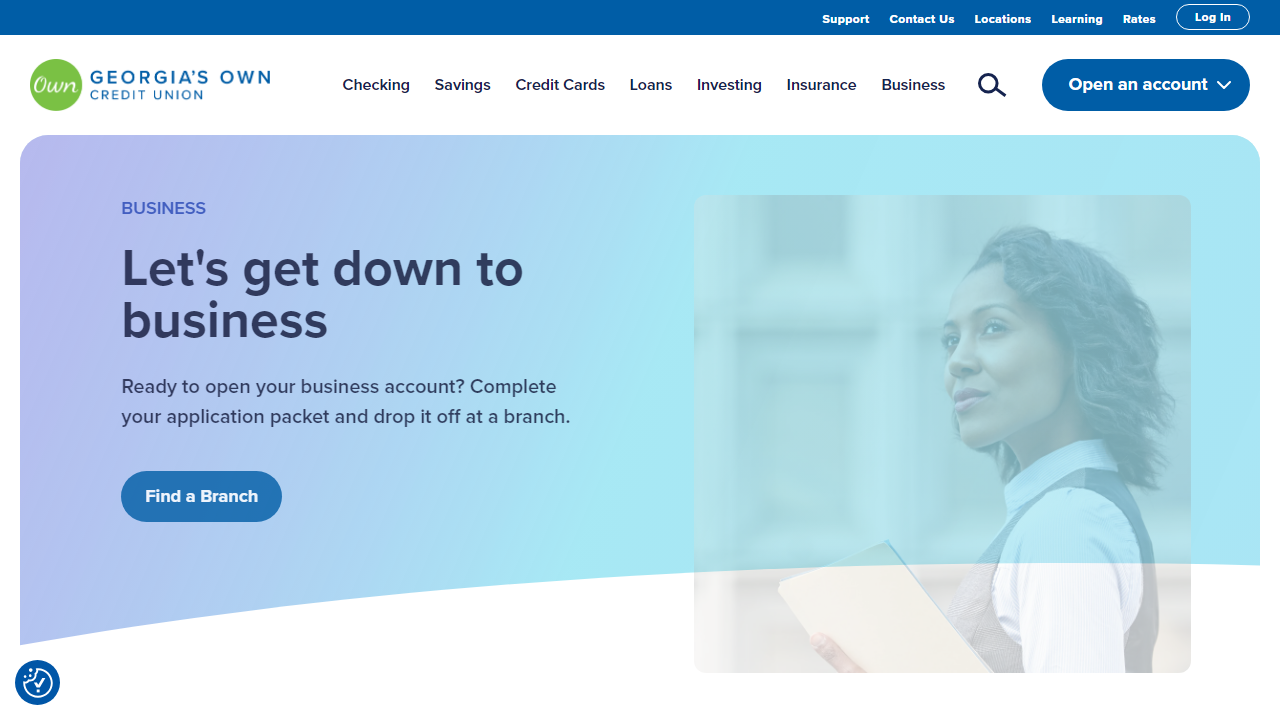 Support Contact Us Locations Learning Rates Log In
Own GEORGIA'S OWN
CREDIT UNION
Checking Savings Credit Cards Loans Investing Insurance Business Open an account
BUSINESS
Let's get down to
business
Ready to open your business account? Complete
your application packet and drop it off at a branch.
Find a Branch